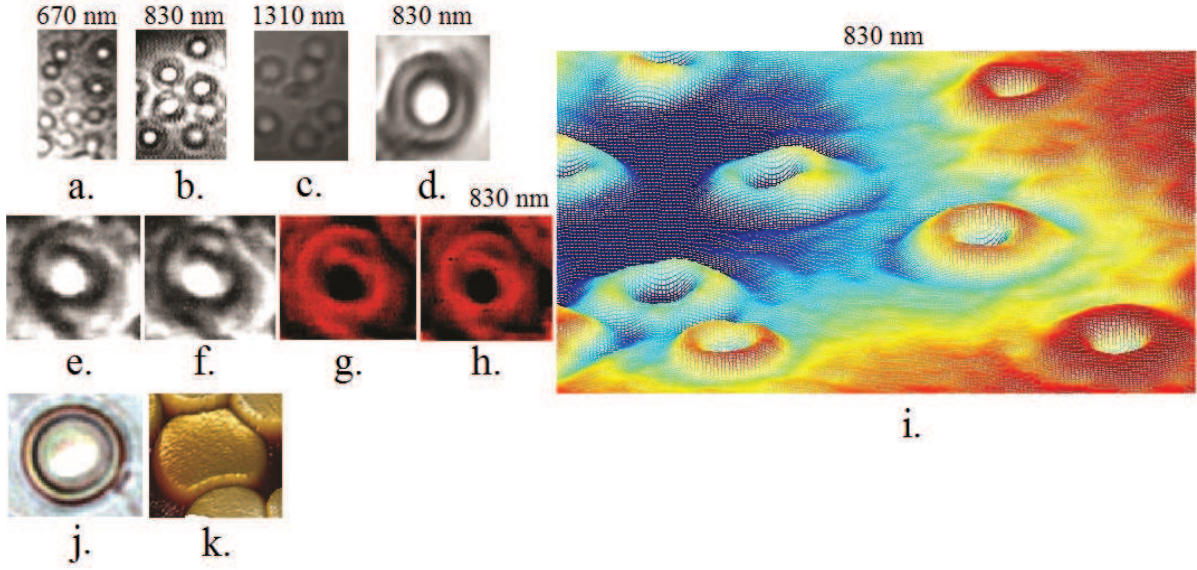 670 nm 830 nm 1310 nm 830 nm
830 nm
a. b. c. d.
830 nm
e. f. g. h.
i.
j. k.